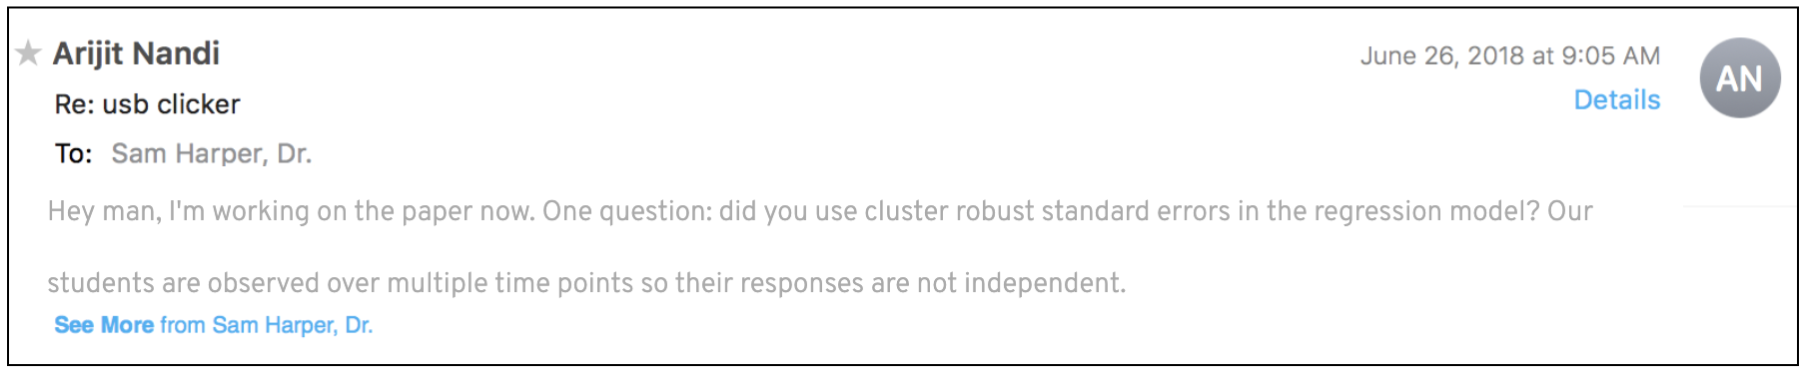 Arijit Nandi
June 26, 2018 at 9:05 AM
AN
Re: usb clicker
Details
To: Sam Harper, Dr.
Hey man, I'm working on the paper now. One question: did you use cluster robust standard errors in the regression model? Our
students are observed over multiple time points so their responses are not independent.
See More from Sam Harper, Dr.